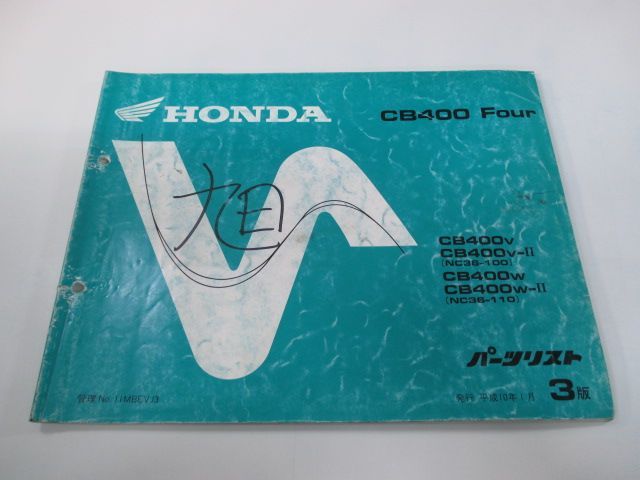 HONDA
CB400 Four
旭
CB400V
CB400V-II
(NC36-100)
CB400W
CB400W-II
(NC36-110)
パーツリスト
管理No.11MBEVJ3
発行 平成10年1月
3版